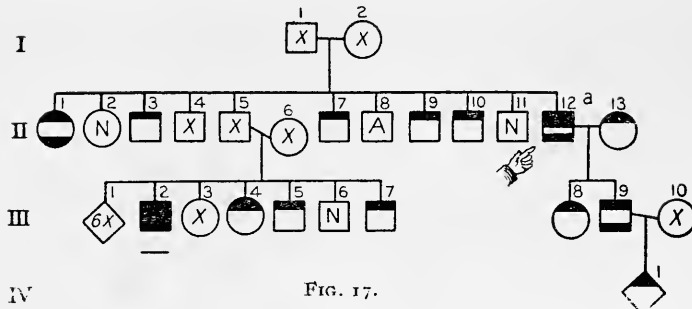 1 2
I X X
1 2 3 4 5 6 7 8 9 10 11 12 a 13
II N X X X A N
1 2 3 4 5 6 7 8 9 10
III 6X X N X
1
IV FIG. 17.